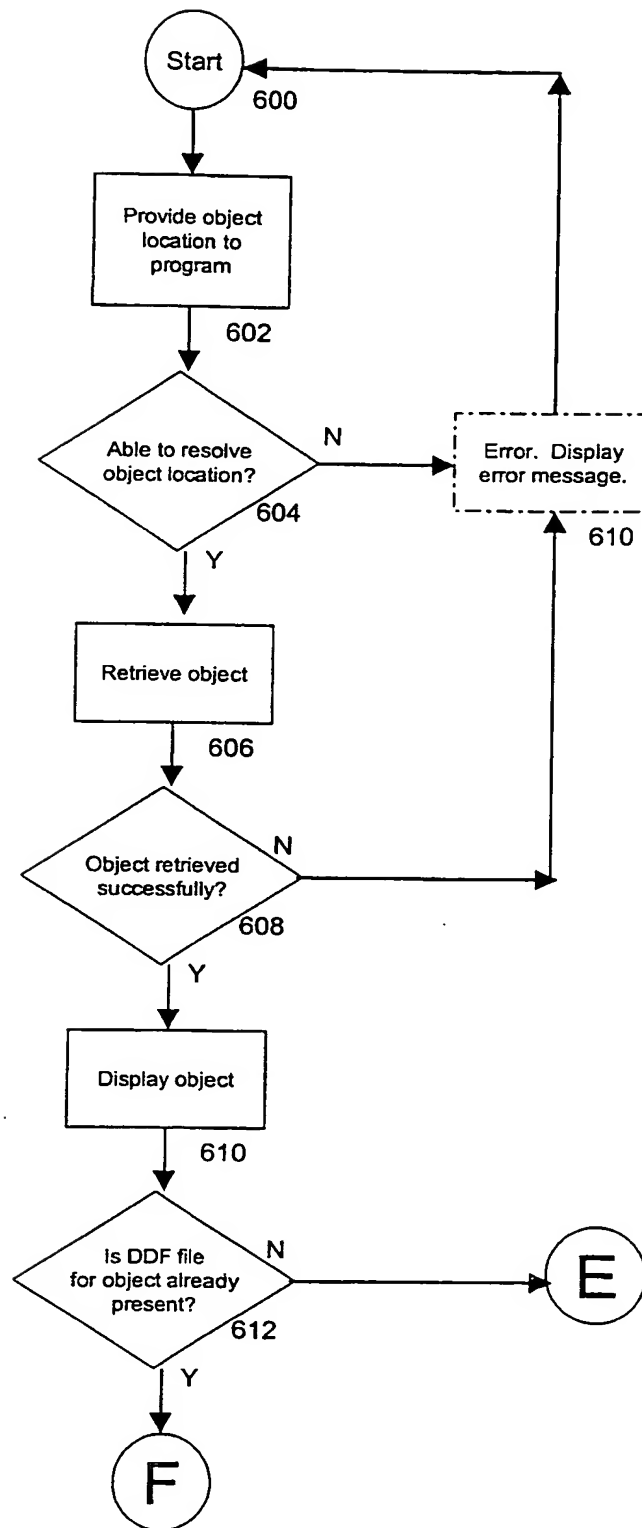 Start
600
Provide object
location to
program
602
Able to resolve
object location?
604
N
Y
Error. Display
error message.
610
Retrieve object
606
Object retrieved
successfully?
608
N
Y
Display object
610
Is DDF file
for object already
present?
612
N
Y
E
F